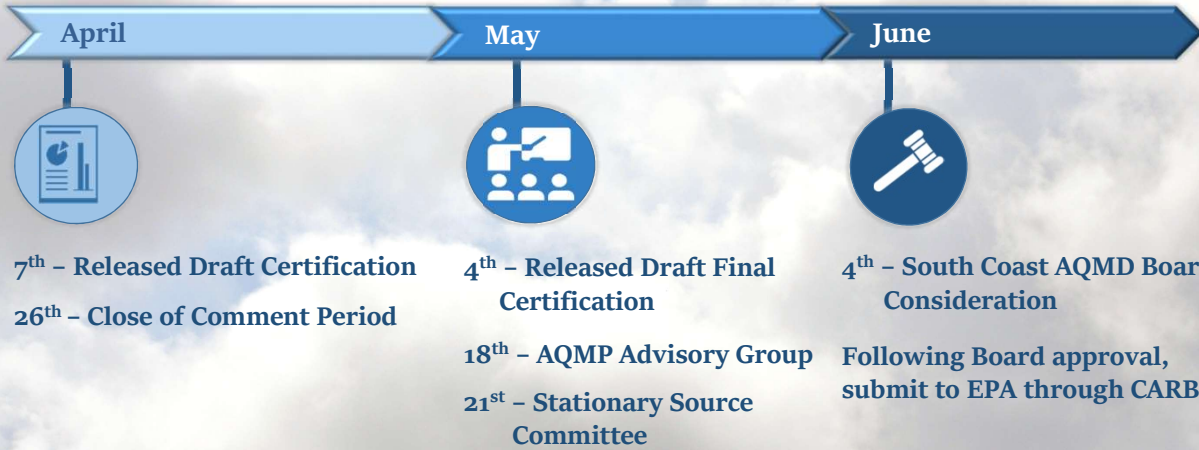 April
7th – Released Draft Certification
26th – Close of Comment Period
May
4th – Released Draft Final
Certification
18th – AQMP Advisory Group
21st – Stationary Source
Committee
June
4th – South Coast AQMD Boar
Consideration
Following Board approval,
submit to EPA through CARB